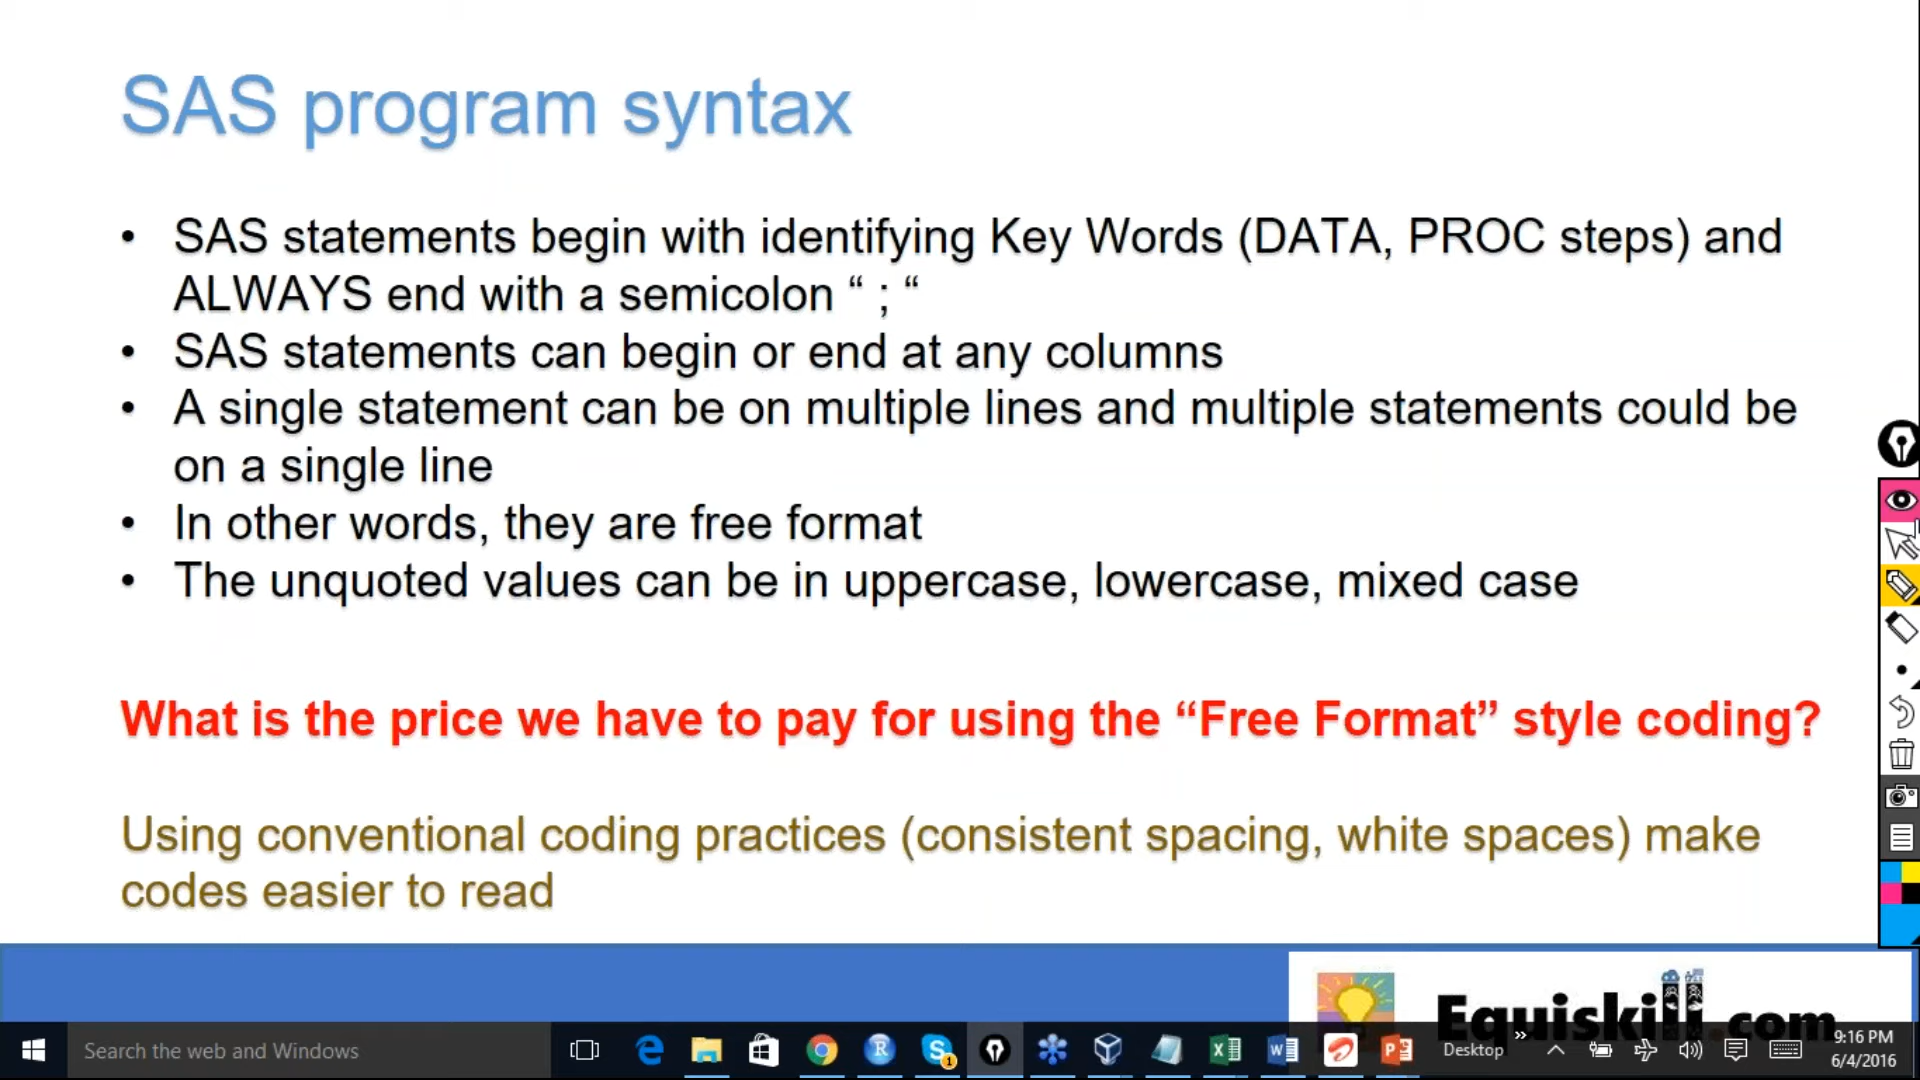 SAS program syntax
• SAS statements begin with identifying Key Words (DATA, PROC steps) and
ALWAYS end with a semicolon “ ; “
• SAS statements can begin or end at any columns
• A single statement can be on multiple lines and multiple statements could be
on a single line
• In other words, they are free format
• The unquoted values can be in uppercase, lowercase, mixed case
What is the price we have to pay for using the “Free Format” style coding?
Using conventional coding practices (consistent spacing, white spaces) make
codes easier to read
Equiskill.com
Search the web and Windows
Desktop
9:16 PM
6/4/2016